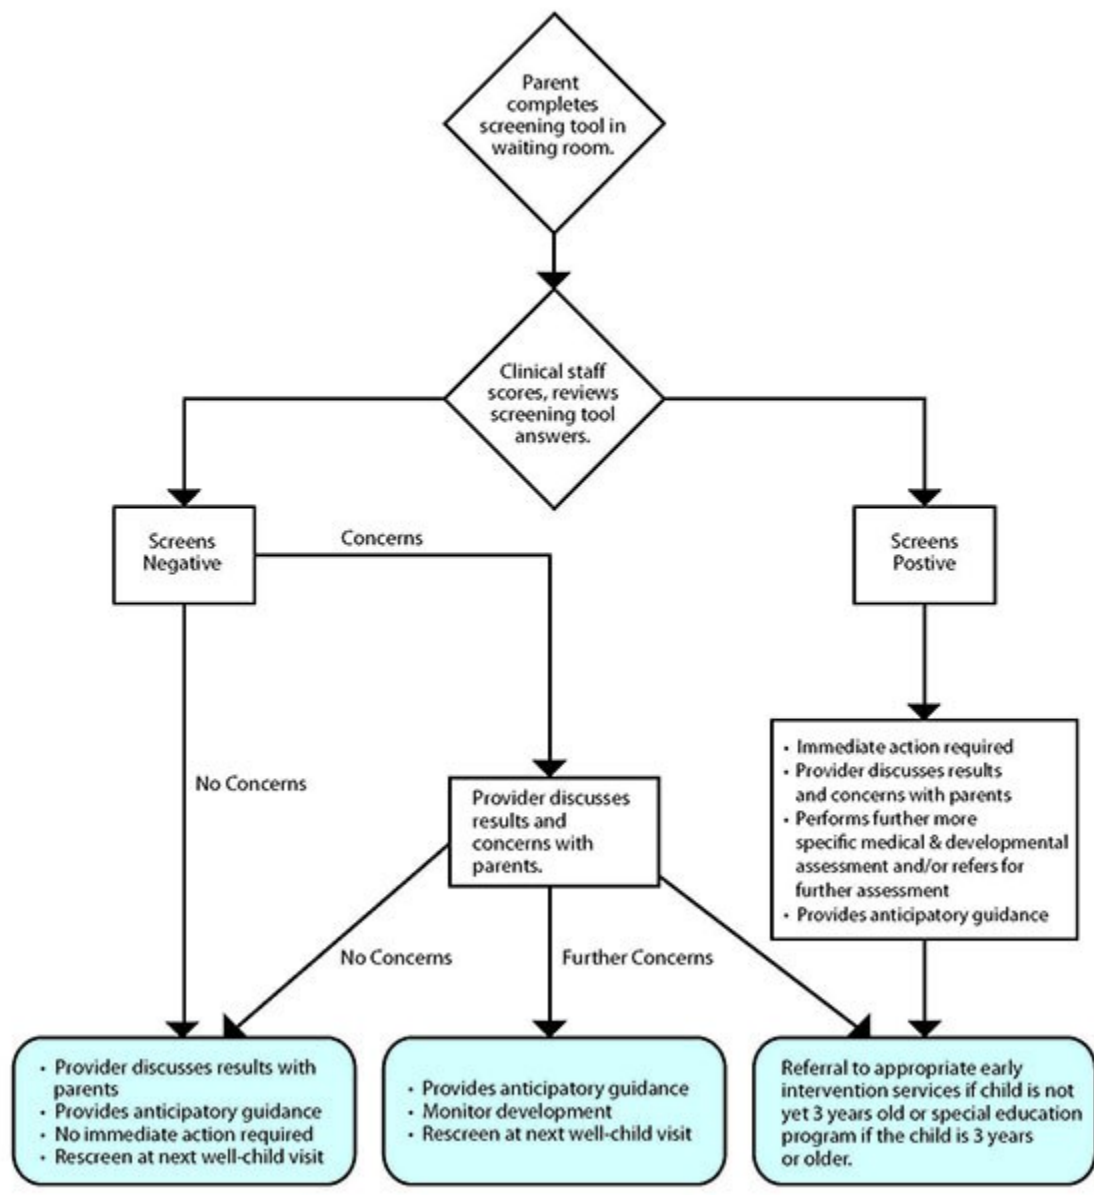 Parent
completes
screening tool in
waiting room.
Clinical staff
scores, reviews
screening tool
answers.
Screens
Negative
Concerns
Screens
Postive
No Concerns
Provider discusses
results and
concerns with
parents.
• Immediate action required
• Provider discusses results
and concerns with parents
• Performs further more
specific medical & developmental
assessment and/or refers for
further assessment
• Provides anticipatory guidance
No Concerns
Further Concerns
• Provider discusses results with
parents
• Provides anticipatory guidance
• No immediate action required
• Rescreen at next well-child visit
• Provides anticipatory guidance
• Monitor development
• Rescreen at next well-child visit
Referral to appropriate early
intervention services if child is not
yet 3 years old or special education
program if the child is 3 years
or older.